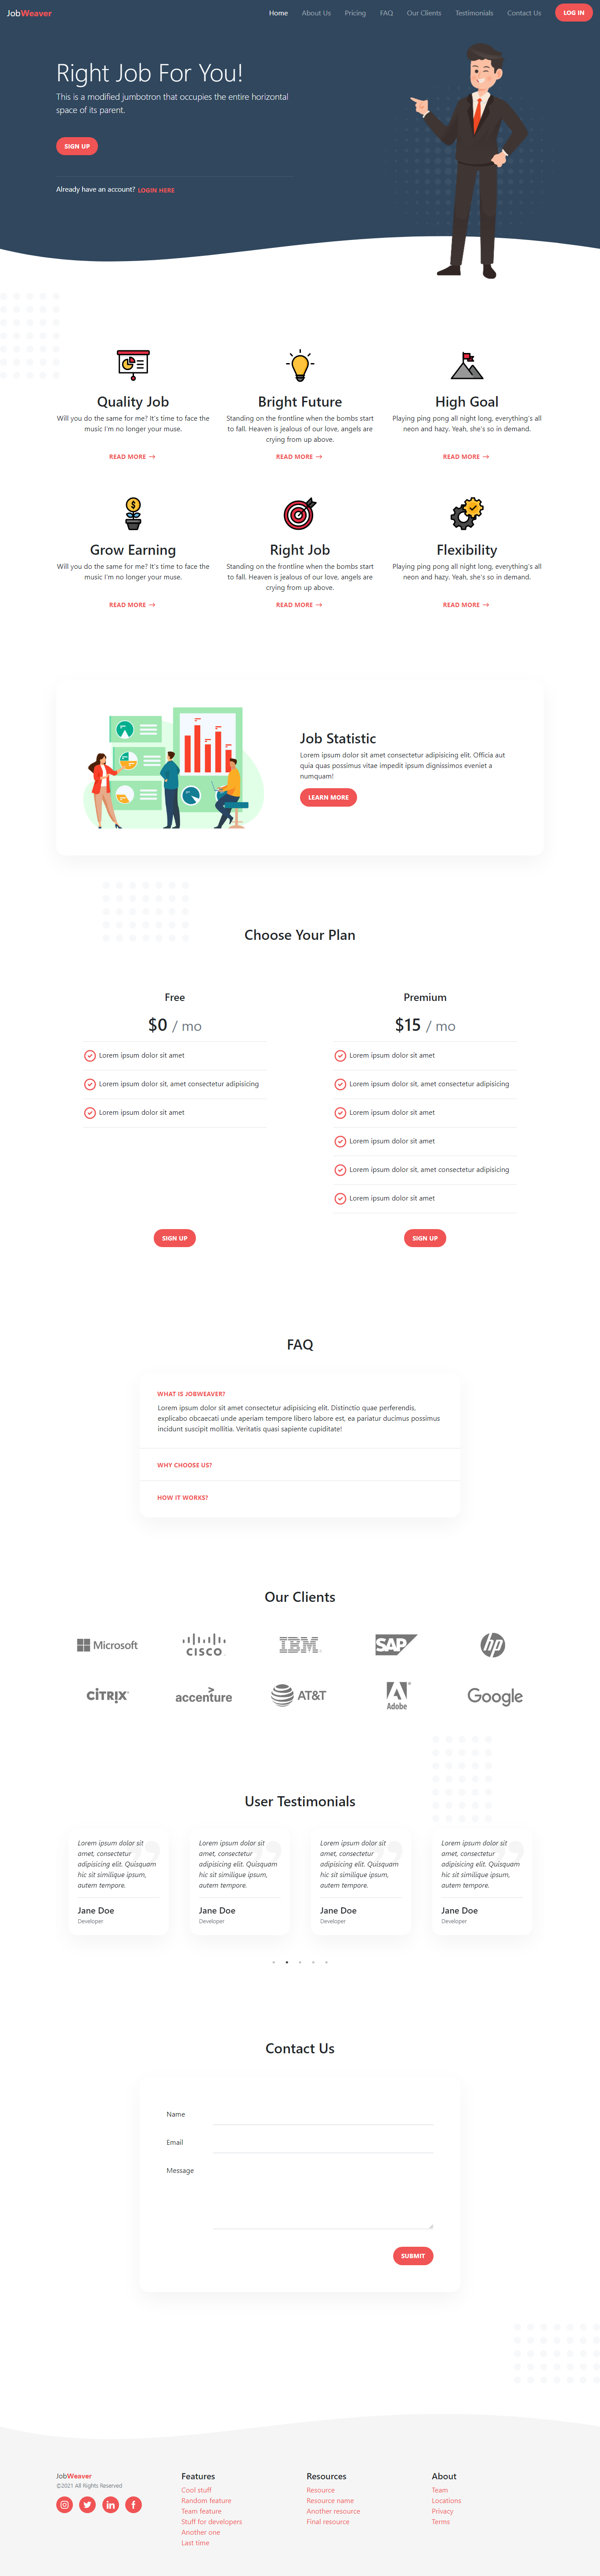 JobWeaver Home About Us Pricing FAQ Our Clients Testimonials Contact Us LOG IN
Right Job For You!
This is a modified jumbotron that occupies the entire horizontal
space of its parent.
SIGN UP
Already have an account? LOGIN HERE
Quality Job
Will you do the same for me? It's time to face the
music I'm no longer your muse.
READ MORE →
Bright Future
Standing on the frontline when the bombs start
to fall. Heaven is jealous of our love, angels are
crying from up above.
READ MORE →
High Goal
Playing ping pong all night long, everything's all
neon and hazy. Yeah, she's so in demand.
READ MORE →
Grow Earning
Will you do the same for me? It's time to face the
music I'm no longer your muse.
READ MORE →
Right Job
Standing on the frontline when the bombs start
to fall. Heaven is jealous of our love, angels are
crying from up above.
READ MORE →
Flexibility
Playing ping pong all night long, everything's all
neon and hazy. Yeah, she's so in demand.
READ MORE →
Job Statistic
Lorem ipsum dolor sit amet consectetur adipisicing elit. Officia aut
quia quas possimus vitae impedit ipsum dignissimos eveniet a
numquam!
LEARN MORE
Choose Your Plan
Free
$0 / mo
Lorem ipsum dolor sit amet
Lorem ipsum dolor sit, amet consectetur adipisicing
Lorem ipsum dolor sit amet
SIGN UP
Premium
$15 / mo
Lorem ipsum dolor sit amet
Lorem ipsum dolor sit, amet consectetur adipisicing
Lorem ipsum dolor sit amet
Lorem ipsum dolor sit amet
Lorem ipsum dolor sit, amet consectetur adipisicing
Lorem ipsum dolor sit amet
SIGN UP
FAQ
WHAT IS JOBWEAVER?
Lorem ipsum dolor sit amet consectetur adipisicing elit. Distinctio quae perferendis,
explicabo obcaecati unde aperiam tempore libero labore est, ea pariatur ducimus possimus
incidunt suscipit mollitia. Veritatis quasi sapiente cupiditate!
WHY CHOOSE US?
HOW IT WORKS?
Our Clients
Microsoft CISCO IBM SAP hp
CITRIX accenture AT&T Adobe Google
User Testimonials
Lorem ipsum dolor sit
amet, consectetur
adipisicing elit. Quisquam
hic sit similique ipsum,
autem tempore.
Jane Doe
Developer
Lorem ipsum dolor sit
amet, consectetur
adipisicing elit. Quisquam
hic sit similique ipsum,
autem tempore.
Jane Doe
Developer
Lorem ipsum dolor sit
amet, consectetur
adipisicing elit. Quisquam
hic sit similique ipsum,
autem tempore.
Jane Doe
Developer
Lorem ipsum dolor sit
amet, consectetur
adipisicing elit. Quisquam
hic sit similique ipsum,
autem tempore.
Jane Doe
Developer
Contact Us
Name
Email
Message
SUBMIT
JobWeaver
©2021 All Rights Reserved
Features
Cool stuff
Random feature
Team feature
Stuff for developers
Another one
Last time
Resources
Resource
Resource name
Another resource
Final resource
About
Team
Locations
Privacy
Terms